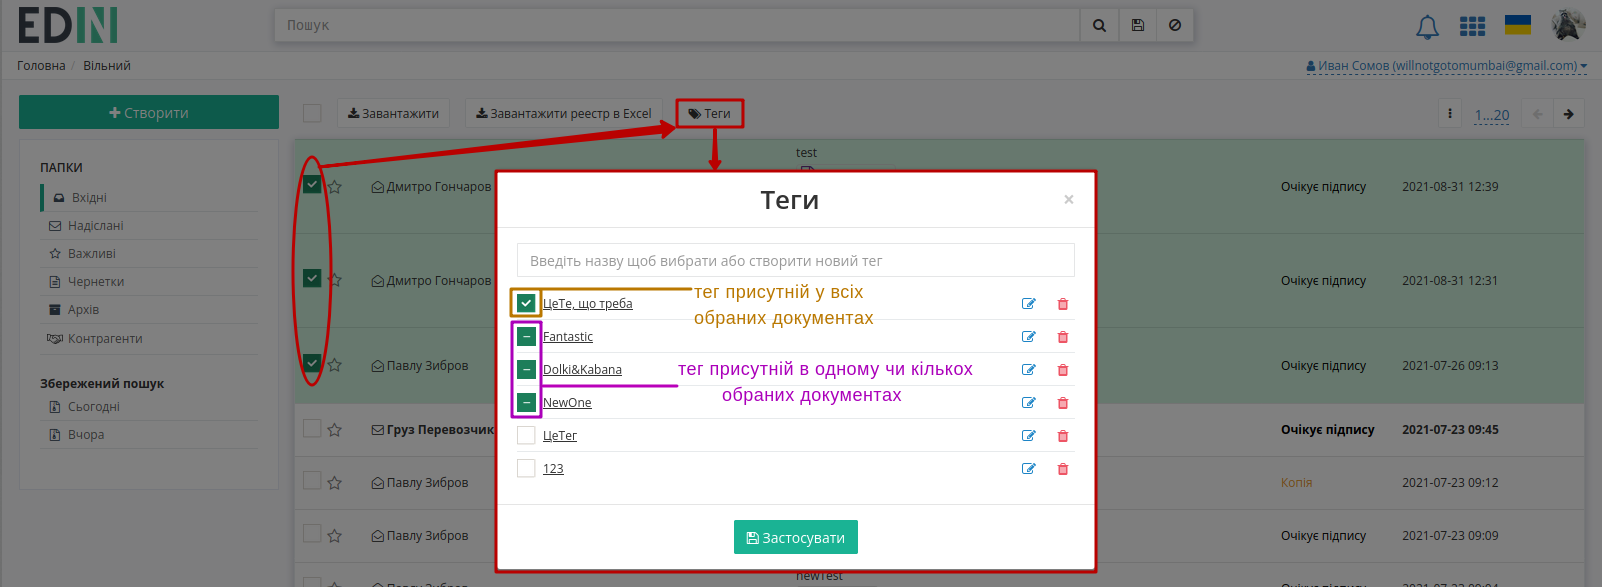 EDIN
Пошук
Головна / Вільний
Иван Сомов (willnotgotomumbai@gmail.com)
Створити
Завантажити
Завантажити реестр в Excel
Теги
1...20
ПАПКИ
Вхідні
Надіслані
Важливі
Чернетки
Архів
Контрагенти
Збережений пошук
Сьогодні
Вчора
test
Дмитро Гончаров
Очікує підпису
2021-08-31 12:39
Дмитро Гончаров
Очікує підпису
2021-08-31 12:31
Павлу Зибров
Очікує підпису
2021-07-26 09:13
Груз Перевозчик
Очікує підпису
2021-07-23 09:45
Павлу Зибров
Копія
2021-07-23 09:12
Павлу Зибров
Очікує підпису
2021-07-23 09:09
newTest
Теги
×
Введіть назву щоб вибрати або створити новий тег
ЦеТе, що треба
тег присутній у всіх
обраних документах
Fantastic
Dolki&Kabana
тег присутній в одному чи кількох
обраних документах
NewOne
ЦеТег
123
Застосувати